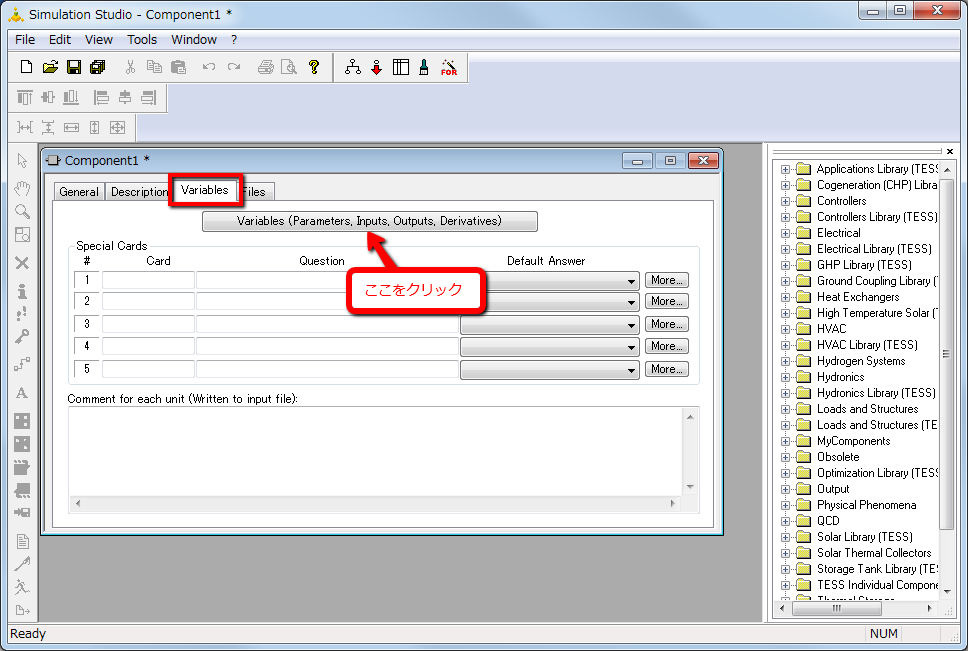 Simulation Studio - Component1 *
File Edit View Tools Window ?
FOR
Component1 *
General Description Variables Files
Variables (Parameters, Inputs, Outputs, Derivatives)
Special Cards
# Card Question Default Answer
1 More...
2 More...
3 More...
4 More...
5 More...
ここをクリック
Comment for each unit (Written to input file):
Applications Library (TESS
Cogeneration (CHP) Libra
Controllers
Controllers Library (TESS)
Electrical
Electrical Library (TESS)
GHP Library (TESS)
Ground Coupling Library (
Heat Exchangers
High Temperature Solar (T
HVAC
HVAC Library (TESS)
Hydrogen Systems
Hydronics
Hydronics Library (TESS)
Loads and Structures
Loads and Structures (TE
MyComponents
Obsolete
Optimization Library (TESS
Output
Physical Phenomena
QCD
Solar Library (TESS)
Solar Thermal Collectors
Storage Tank Library (TES
TESS Individual Compone
Thermal Storage
Ready NUM